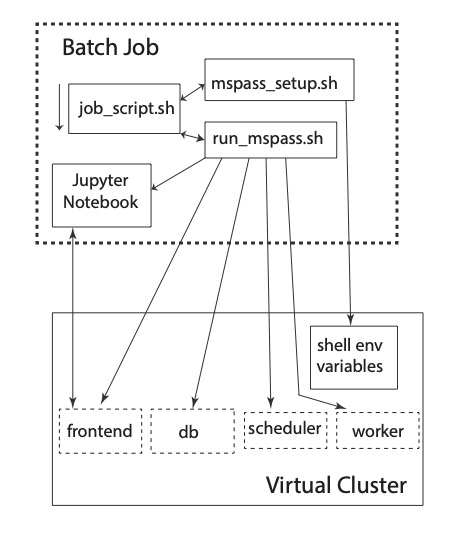 Batch Job
mspass_setup.sh
job_script.sh
run_mspass.sh
Jupyter
Notebook
shell env
variables
frontend
db
scheduler
worker
Virtual Cluster